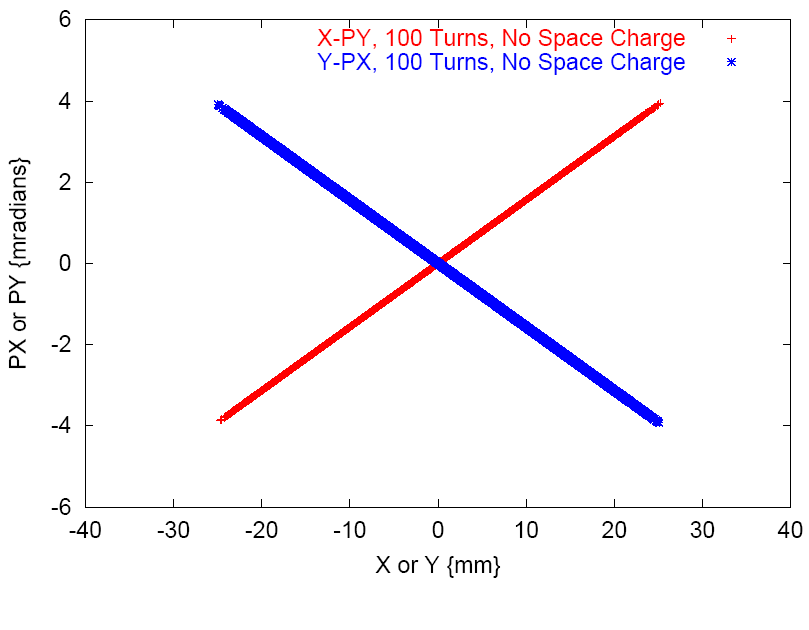 X-PY, 100 Turns, No Space Charge
Y-PX, 100 Turns, No Space Charge
6
4
2
0
-2
-4
-6
PX or PY {mradians}
-40 -30 -20 -10 0 10 20 30 40
X or Y {mm}